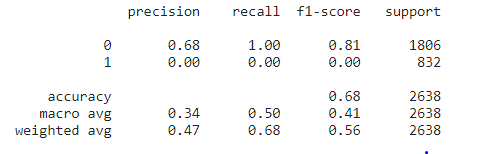 precision recall f1-score support
0 0.68 1.00 0.81 1806
1 0.00 0.00 0.00 832
accuracy 0.68 2638
macro avg 0.34 0.50 0.41 2638
weighted avg 0.47 0.68 0.56 2638